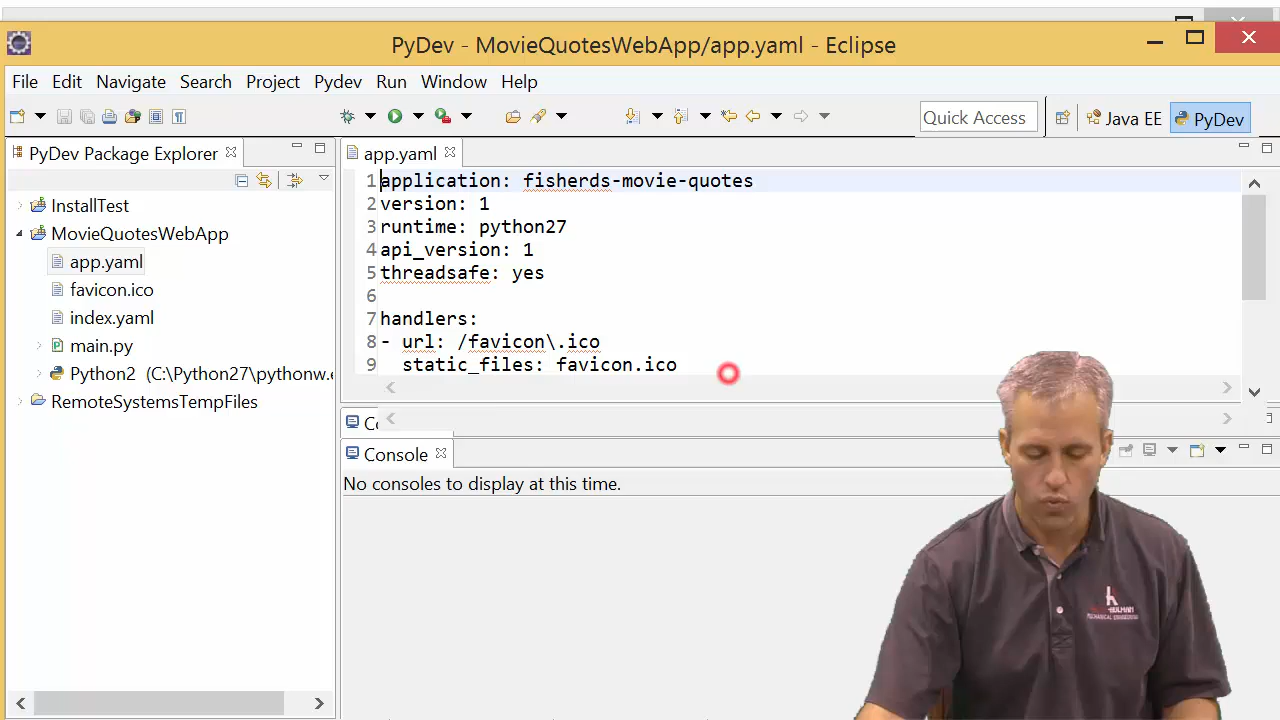 PyDev - MovieQuotesWebApp/app.yaml - Eclipse
File Edit Navigate Search Project Pydev Run Window Help
Quick Access
Java EE
PyDev
PyDev Package Explorer
app.yaml
InstallTest
MovieQuotesWebApp
app.yaml
favicon.ico
index.yaml
main.py
Python2 (C:\Python27\pythonw.e
RemoteSystemsTempFiles
1 application: fisherds-movie-quotes
2 version: 1
3 runtime: python27
4 api_version: 1
5 threadsafe: yes
6
7 handlers:
8 - url: /favicon\.ico
9 static_files: favicon.ico
Console
No consoles to display at this time.
MECHANICAL ENGINEERING